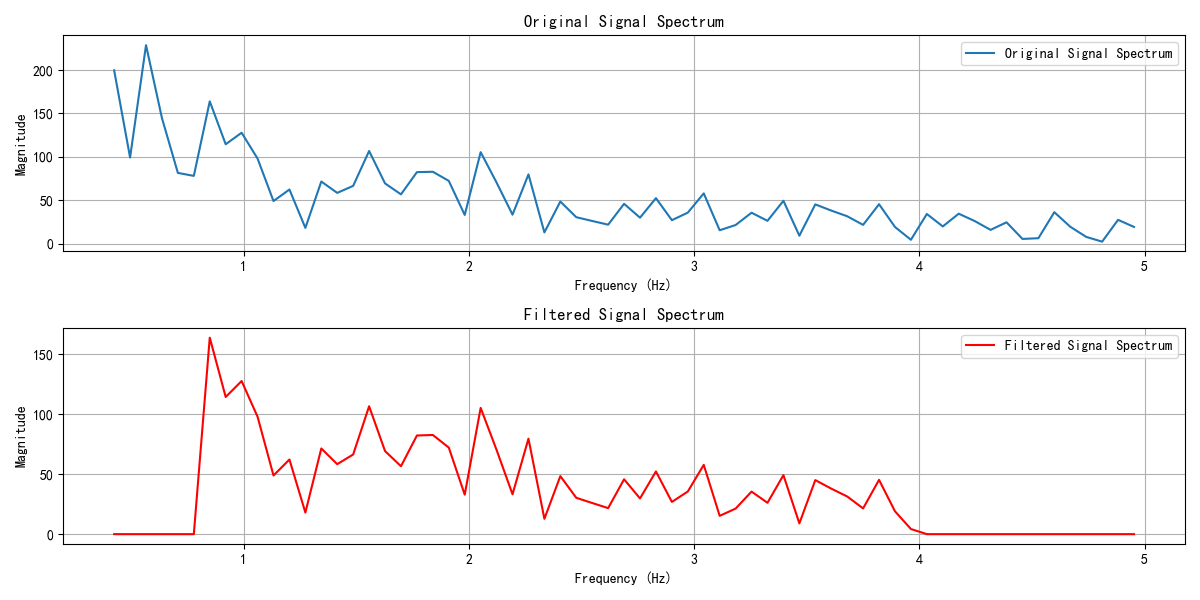 Original Signal Spectrum
Original Signal Spectrum
200
150
100
50
0
Magnitude
1 2 3 4 5
Frequency (Hz)
Filtered Signal Spectrum
Filtered Signal Spectrum
150
100
50
0
Magnitude
1 2 3 4 5
Frequency (Hz)